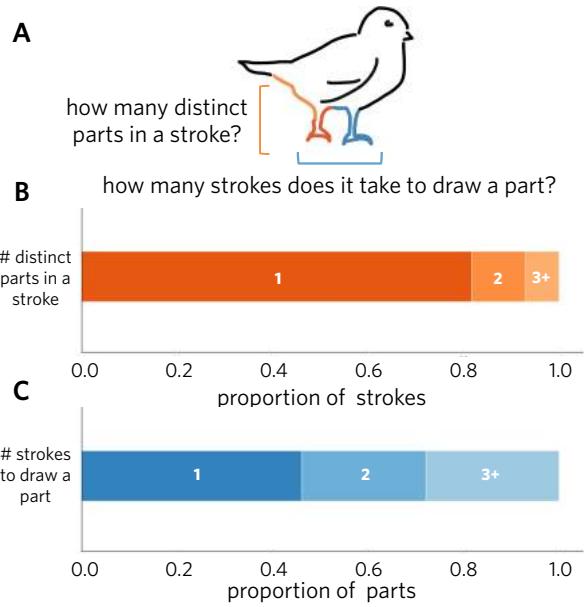 A
how many distinct
parts in a stroke?
how many strokes does it take to draw a part?
B
# distinct
parts in a
stroke
1
2
3+
0.0 0.2 0.4 0.6 0.8 1.0
proportion of strokes
C
# strokes
to draw a
part
1
2
3+
0.0 0.2 0.4 0.6 0.8 1.0
proportion of parts